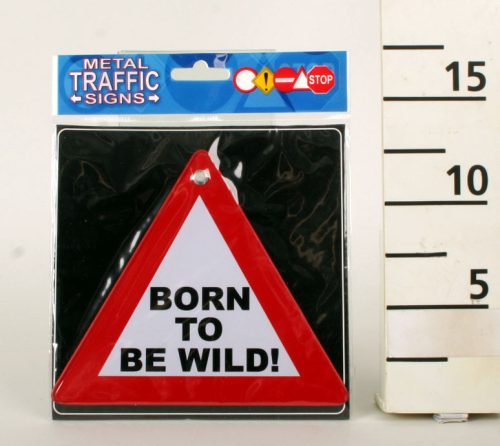 METAL
TRAFFIC
SIGNS
STOP
BORN
TO
BE WILD!
15
10
5